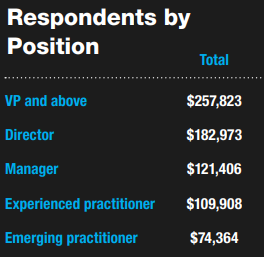 Respondents by
Position
Total
VP and above $257,823
Director $182,973
Manager $121,406
Experienced practitioner $109,908
Emerging practitioner $74,364